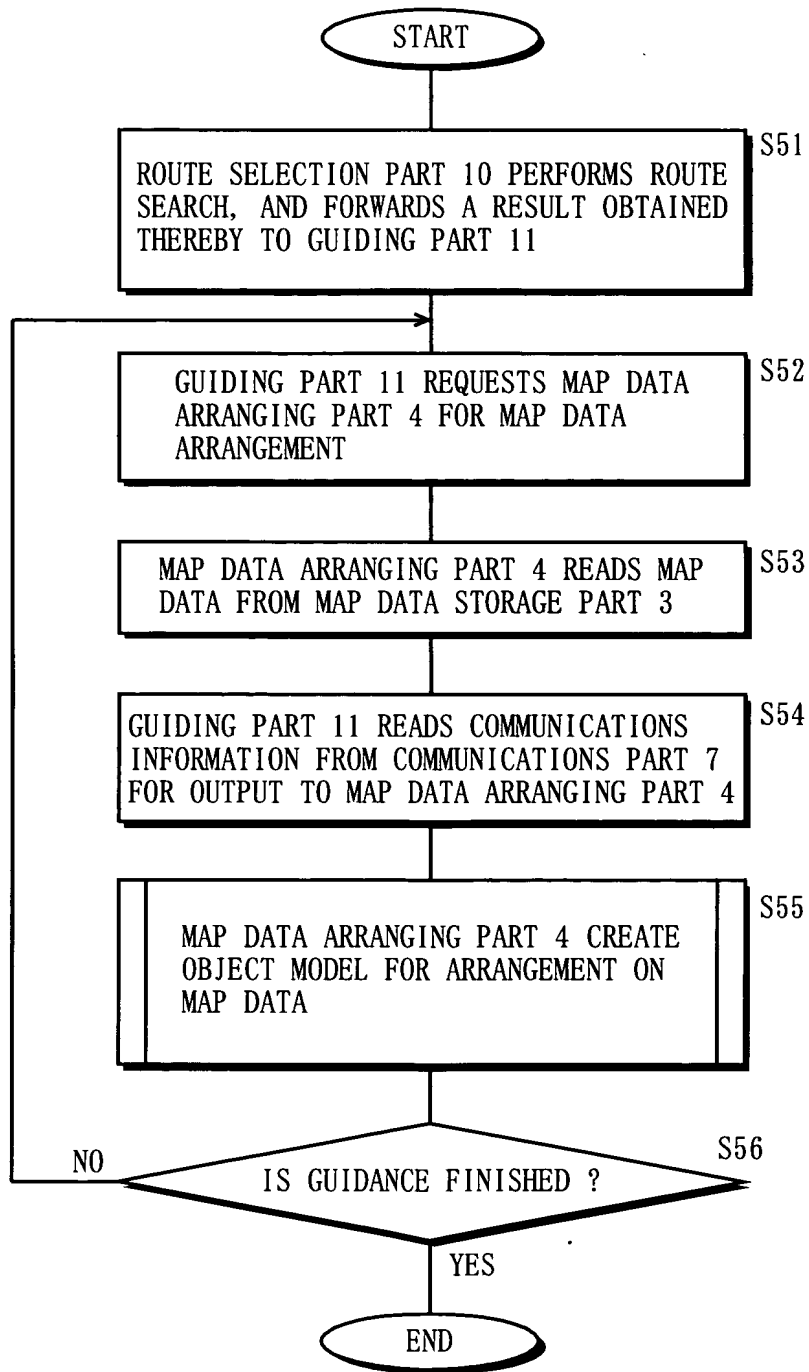 START
S51
ROUTE SELECTION PART 10 PERFORMS ROUTE
SEARCH, AND FORWARDS A RESULT OBTAINED
THEREBY TO GUIDING PART 11
S52
GUIDING PART 11 REQUESTS MAP DATA
ARRANGING PART 4 FOR MAP DATA
ARRANGEMENT
S53
MAP DATA ARRANGING PART 4 READS MAP
DATA FROM MAP DATA STORAGE PART 3
S54
GUIDING PART 11 READS COMMUNICATIONS
INFORMATION FROM COMMUNICATIONS PART 7
FOR OUTPUT TO MAP DATA ARRANGING PART 4
S55
MAP DATA ARRANGING PART 4 CREATE
OBJECT MODEL FOR ARRANGEMENT ON
MAP DATA
S56
NO
IS GUIDANCE FINISHED ?
YES
END